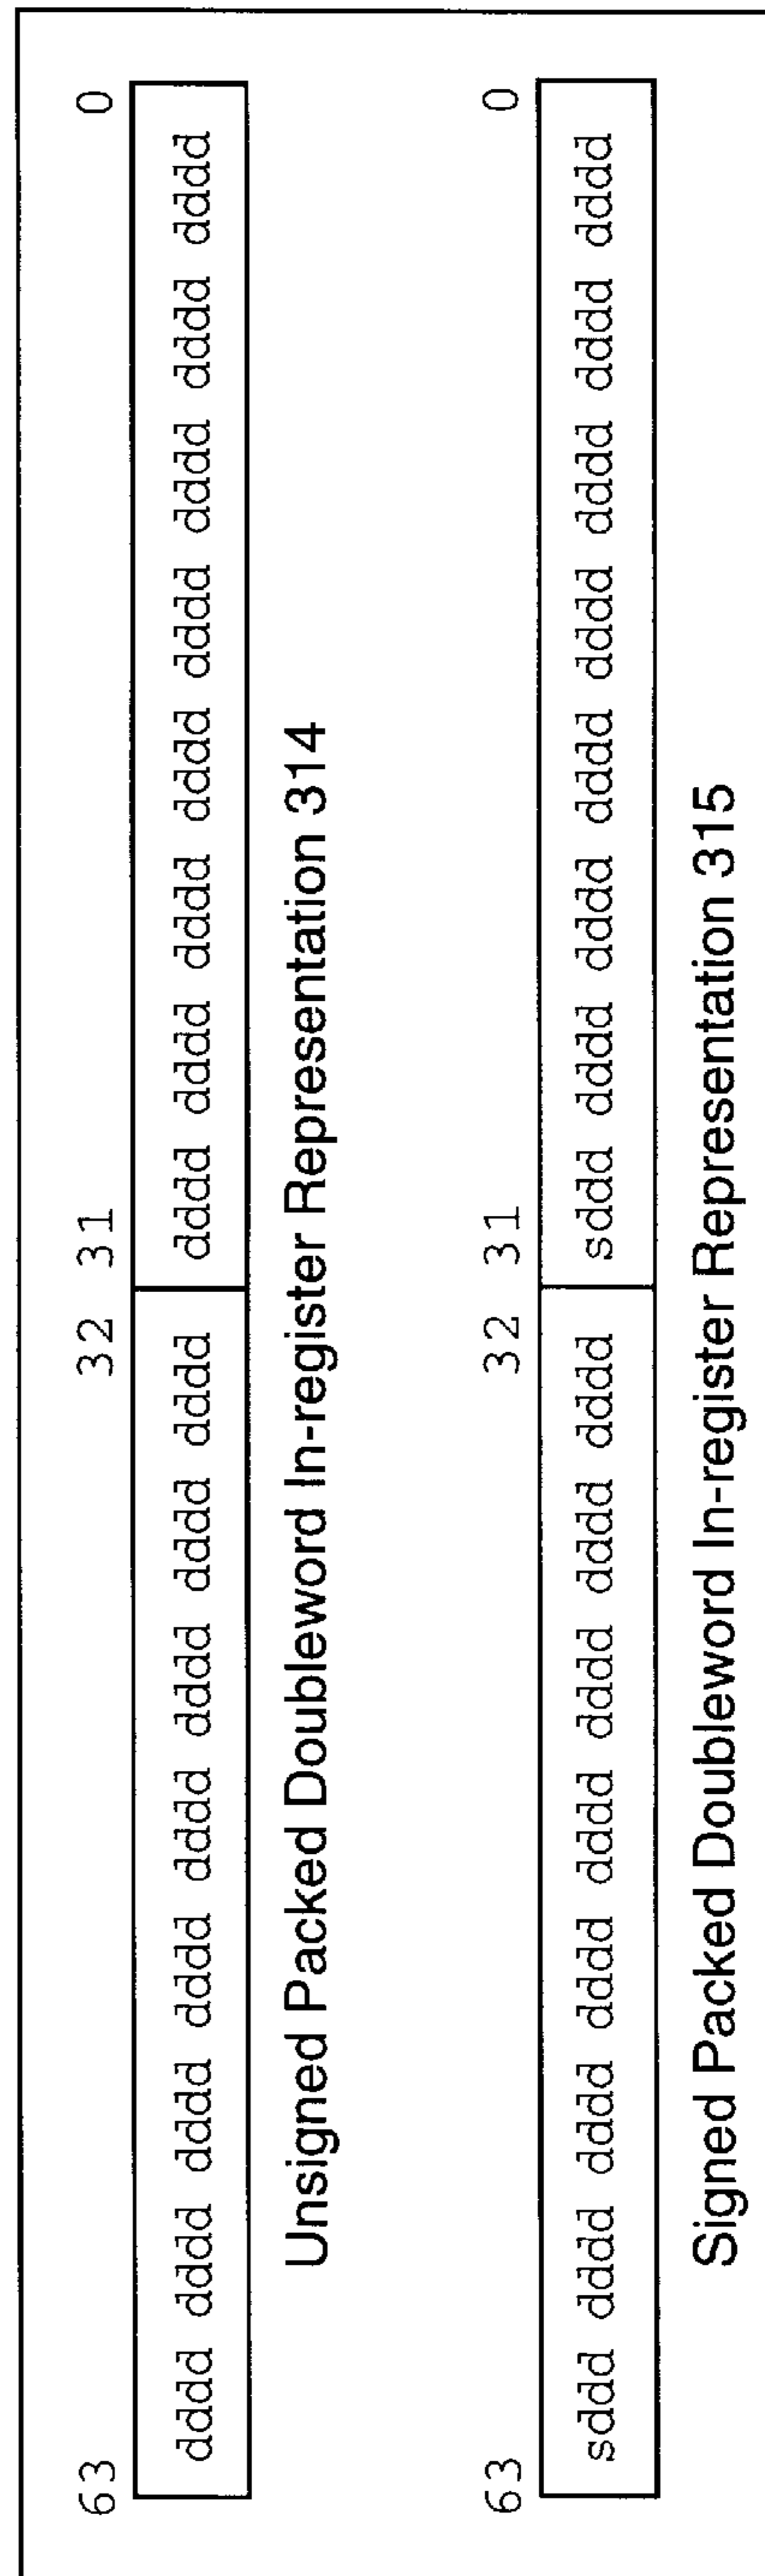 63 32 31 0
dddd dddd dddd dddd dddd dddd dddd dddd dddd dddd dddd dddd dddd dddd dddd dddd
Unsigned Packed Doubleword In-register Representation 314
63 32 31 0
sddd dddd dddd dddd dddd dddd dddd dddd sddd dddd dddd dddd dddd dddd dddd dddd
Signed Packed Doubleword In-register Representation 315